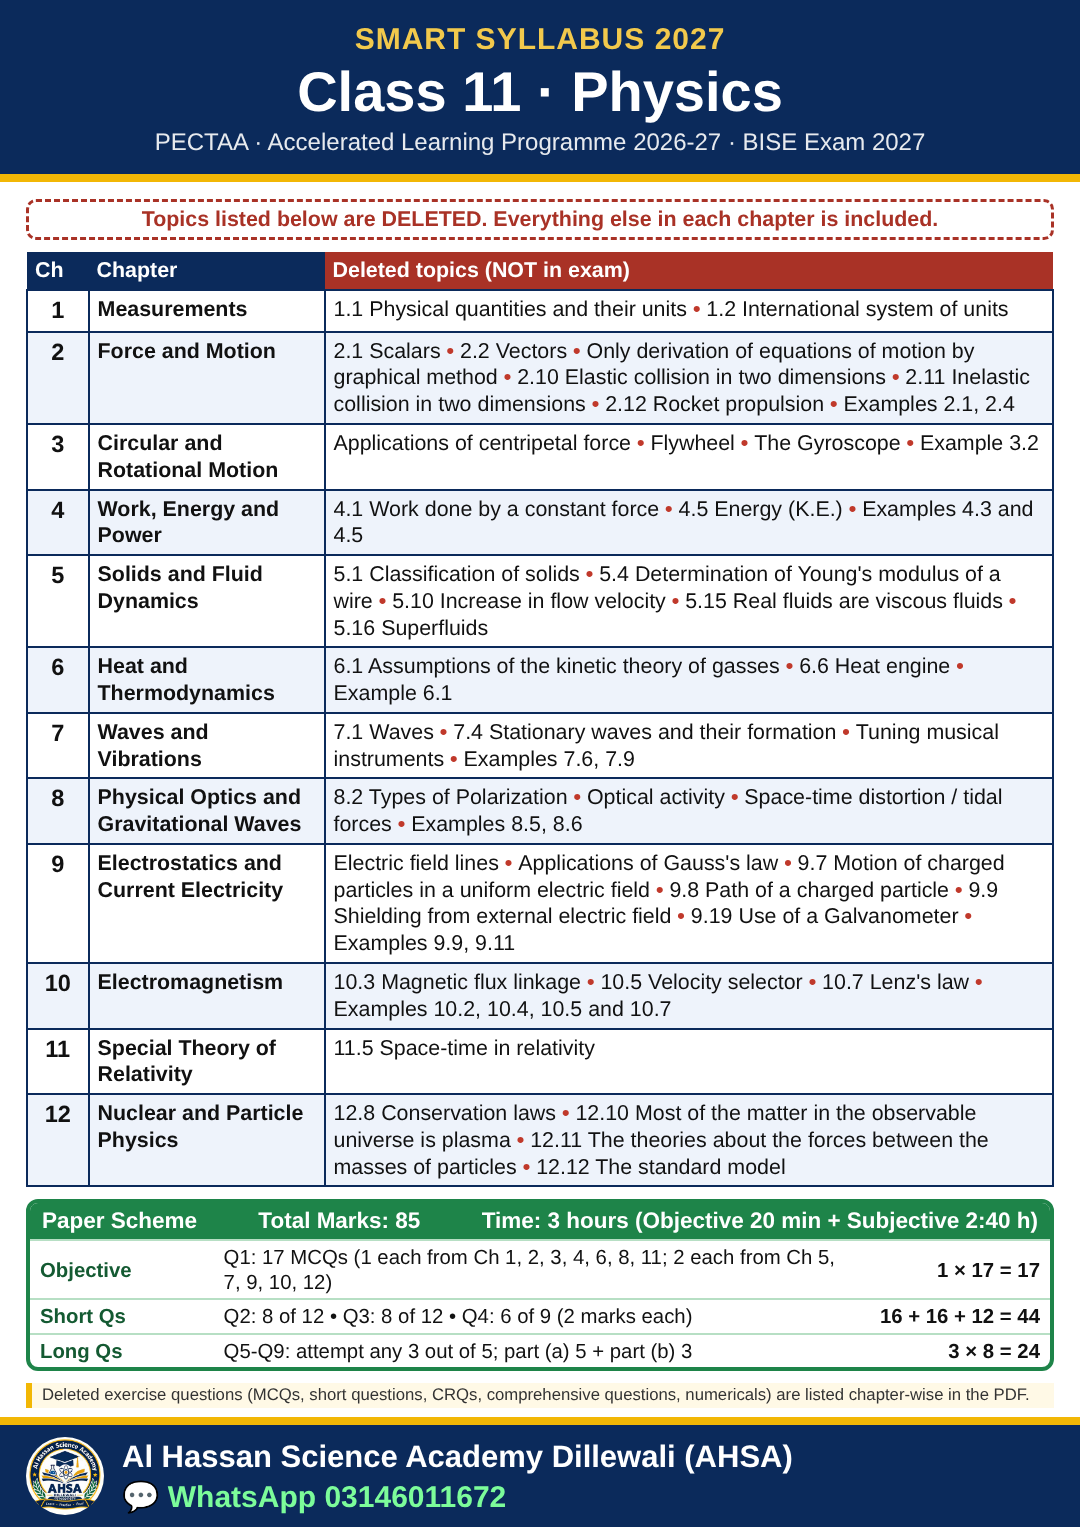 SMART SYLLABUS 2027
Class 11 · Physics
PECTAA · Accelerated Learning Programme 2026-27 · BISE Exam 2027
Topics listed below are DELETED. Everything else in each chapter is included.
Ch Chapter Deleted topics (NOT in exam)
1 Measurements 1.1 Physical quantities and their units • 1.2 International system of units
2 Force and Motion 2.1 Scalars • 2.2 Vectors • Only derivation of equations of motion by
graphical method • 2.10 Elastic collision in two dimensions • 2.11 Inelastic
collision in two dimensions • 2.12 Rocket propulsion • Examples 2.1, 2.4
3 Circular and Applications of centripetal force • Flywheel • The Gyroscope • Example 3.2
Rotational Motion
4 Work, Energy and 4.1 Work done by a constant force • 4.5 Energy (K.E.) • Examples 4.3 and
Power 4.5
5 Solids and Fluid 5.1 Classification of solids • 5.4 Determination of Young's modulus of a
Dynamics wire • 5.10 Increase in flow velocity • 5.15 Real fluids are viscous fluids •
5.16 Superfluids
6 Heat and 6.1 Assumptions of the kinetic theory of gasses • 6.6 Heat engine •
Thermodynamics Example 6.1
7 Waves and 7.1 Waves • 7.4 Stationary waves and their formation • Tuning musical
Vibrations instruments • Examples 7.6, 7.9
8 Physical Optics and 8.2 Types of Polarization • Optical activity • Space-time distortion / tidal
Gravitational Waves forces • Examples 8.5, 8.6
9 Electrostatics and Electric field lines • Applications of Gauss's law • 9.7 Motion of charged
Current Electricity particles in a uniform electric field • 9.8 Path of a charged particle • 9.9
Shielding from external electric field • 9.19 Use of a Galvanometer •
Examples 9.9, 9.11
10 Electromagnetism 10.3 Magnetic flux linkage • 10.5 Velocity selector • 10.7 Lenz's law •
Examples 10.2, 10.4, 10.5 and 10.7
11 Special Theory of 11.5 Space-time in relativity
Relativity
12 Nuclear and Particle 12.8 Conservation laws • 12.10 Most of the matter in the observable
Physics universe is plasma • 12.11 The theories about the forces between the
masses of particles • 12.12 The standard model
Paper Scheme Total Marks: 85 Time: 3 hours (Objective 20 min + Subjective 2:40 h)
Objective Q1: 17 MCQs (1 each from Ch 1, 2, 3, 4, 6, 8, 11; 2 each from Ch 5, 1 × 17 = 17
7, 9, 10, 12)
Short Qs Q2: 8 of 12 • Q3: 8 of 12 • Q4: 6 of 9 (2 marks each) 16 + 16 + 12 = 44
Long Qs Q5-Q9: attempt any 3 out of 5; part (a) 5 + part (b) 3 3 × 8 = 24
Deleted exercise questions (MCQs, short questions, CRQs, comprehensive questions, numericals) are listed chapter-wise in the PDF.
Al Hassan Science Academy
AHSA
Al Hassan Science Academy Dillewali (AHSA)
WhatsApp 03146011672